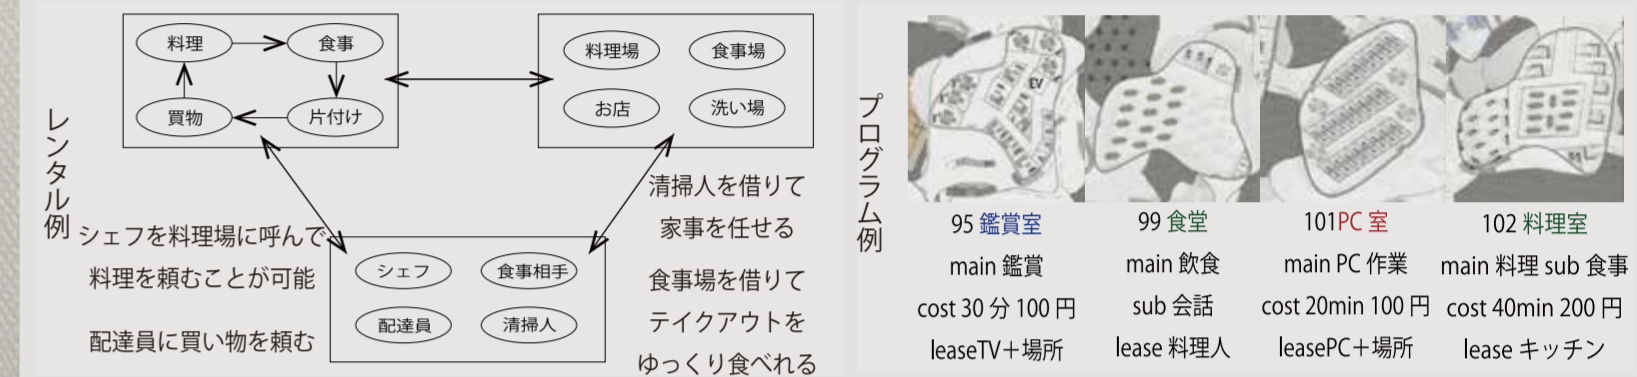 レンタル例
料理
食事
買物
片付け
料理場
食事場
お店
洗い場
シェフを料理場に呼んで
料理を頼むことが可能
配達員に買い物を頼む
シェフ
食事相手
配達員
清掃人
清掃人を借りて
家事を任せる
食事場を借りて
テイクアウトを
ゆっくり食べれる
プログラム例
EV
95 鑑賞室
main 鑑賞
cost 30 分 100 円
leaseTV+場所
99 食堂
main 飲食
sub 会話
lease 料理人
101PC 室
main PC 作業
cost 20min 100 円
leasePC+場所
102 料理室
main 料理 sub 食事
cost 40min 200 円
lease キッチン